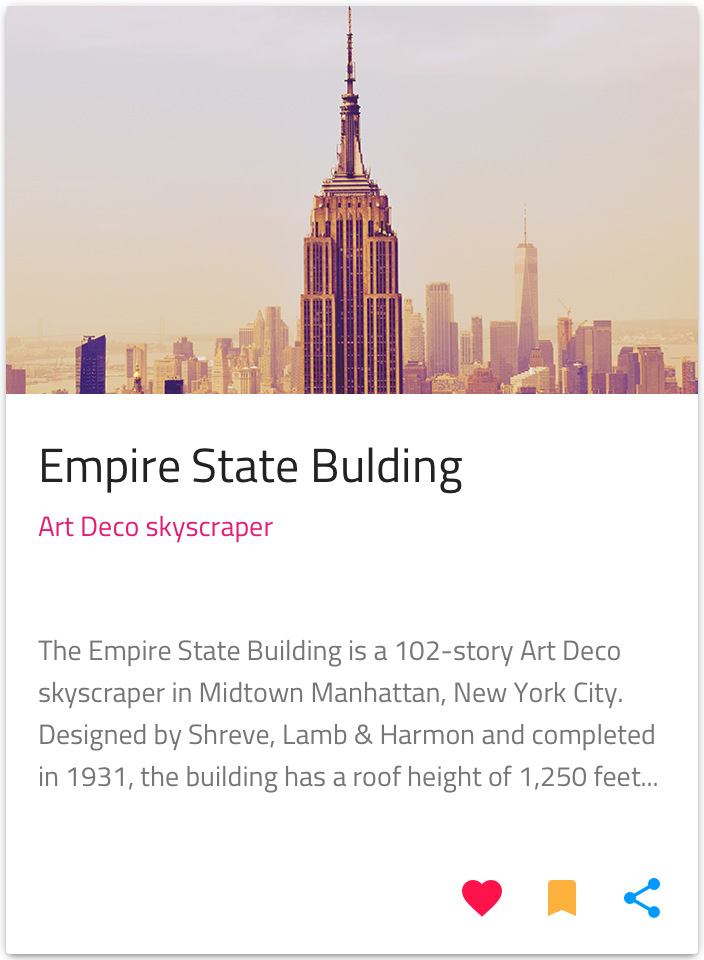 Empire State Bulding
Art Deco skyscraper
The Empire State Building is a 102-story Art Deco
skyscraper in Midtown Manhattan, New York City.
Designed by Shreve, Lamb & Harmon and completed
in 1931, the building has a roof height of 1,250 feet...